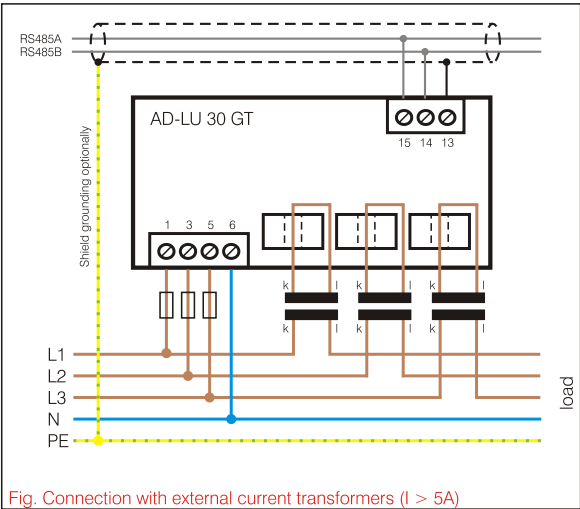 RS485A
RS485B
AD-LU 30 GT
15 14 13
Shield grounding optionally
1 3 5 6
k l k l k l
k l k l k l
L1
L2
L3
N
PE
load
Fig. Connection with external current transformers (I > 5A)